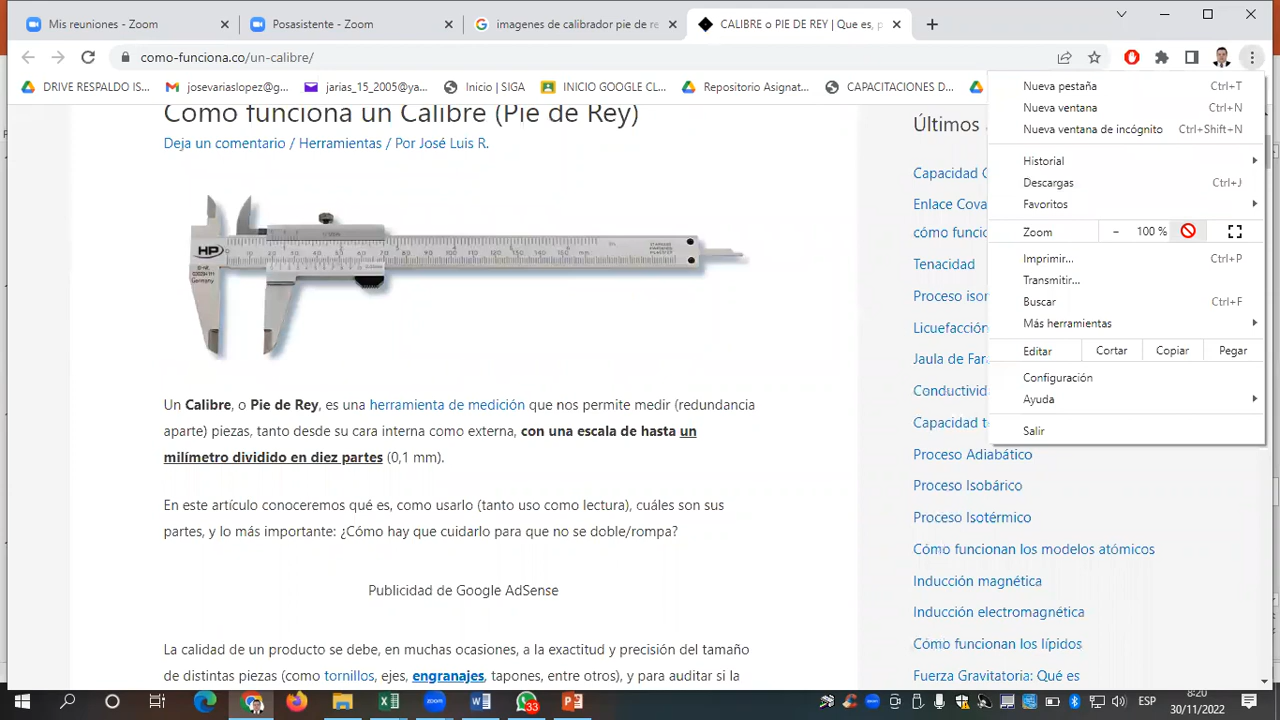 Mis reuniones - Zoom
Posasistente - Zoom
imagenes de calibrador pie de re
CALIBRE o PIE DE REY | Que es, p
como-funciona.co/un-calibre/
DRIVE RESPALDO IS...
josevariaslopez@g...
jarias_15_2005@ya...
Inicio | SIGA
INICIO GOOGLE CL...
Repositorio Asignat...
CAPACITACIONES D...
Como funciona un Calibre (Pie de Rey)
Deja un comentario / Herramientas / Por José Luis R.
HP
Germany
Un Calibre, o Pie de Rey, es una herramienta de medición que nos permite medir (redundancia
aparte) piezas, tanto desde su cara interna como externa, con una escala de hasta un
milímetro dividido en diez partes (0,1 mm).
En este artículo conoceremos qué es, como usarlo (tanto uso como lectura), cuáles son sus
partes, y lo más importante: ¿Cómo hay que cuidarlo para que no se doble/rompa?
Publicidad de Google AdSense
La calidad de un producto se debe, en muchas ocasiones, a la exactitud y precisión del tamaño
de distintas piezas (como tornillos, ejes, engranajes, tapones, entre otros), y para auditar si la
Últimos
Capacidad C
Enlace Cova
cómo funcio
Tenacidad
Proceso isor
Licuefacción
Jaula de Fara
Conductivid
Capacidad t
Proceso Adiabático
Proceso Isobárico
Proceso Isotérmico
Cómo funcionan los modelos atómicos
Inducción magnética
Inducción electromagnética
Cómo funcionan los lípidos
Fuerza Gravitatoria: Qué es
Nueva pestaña Ctrl+T
Nueva ventana Ctrl+N
Nueva ventana de incógnito Ctrl+Shift+N
Historial
Descargas Ctrl+J
Favoritos
Zoom - 100 %
Imprimir... Ctrl+P
Transmitir...
Buscar Ctrl+F
Más herramientas
Editar Cortar Copiar Pegar
Configuración
Ayuda
Salir
zoom
33
ESP
8:20
30/11/2022